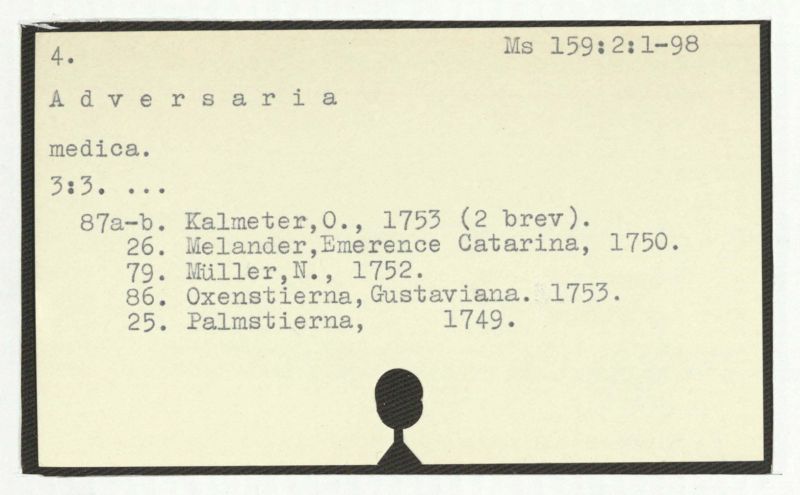 4. Ms 159:2:1-98
A d v e r s a r i a
medica.
3:3. ...
87a-b. Kalmeter,O., 1753 (2 brev).
26. Melander,Emerence Catarina, 1750.
79. Müller,N., 1752.
86. Oxenstierna,Gustaviana. 1753.
25. Palmstierna, 1749.